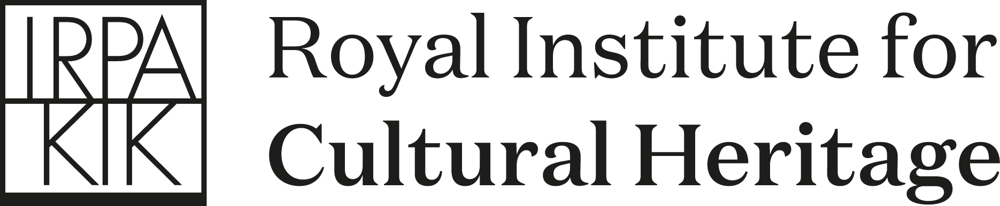 IRPA
KIK
Royal Institute for
Cultural Heritage